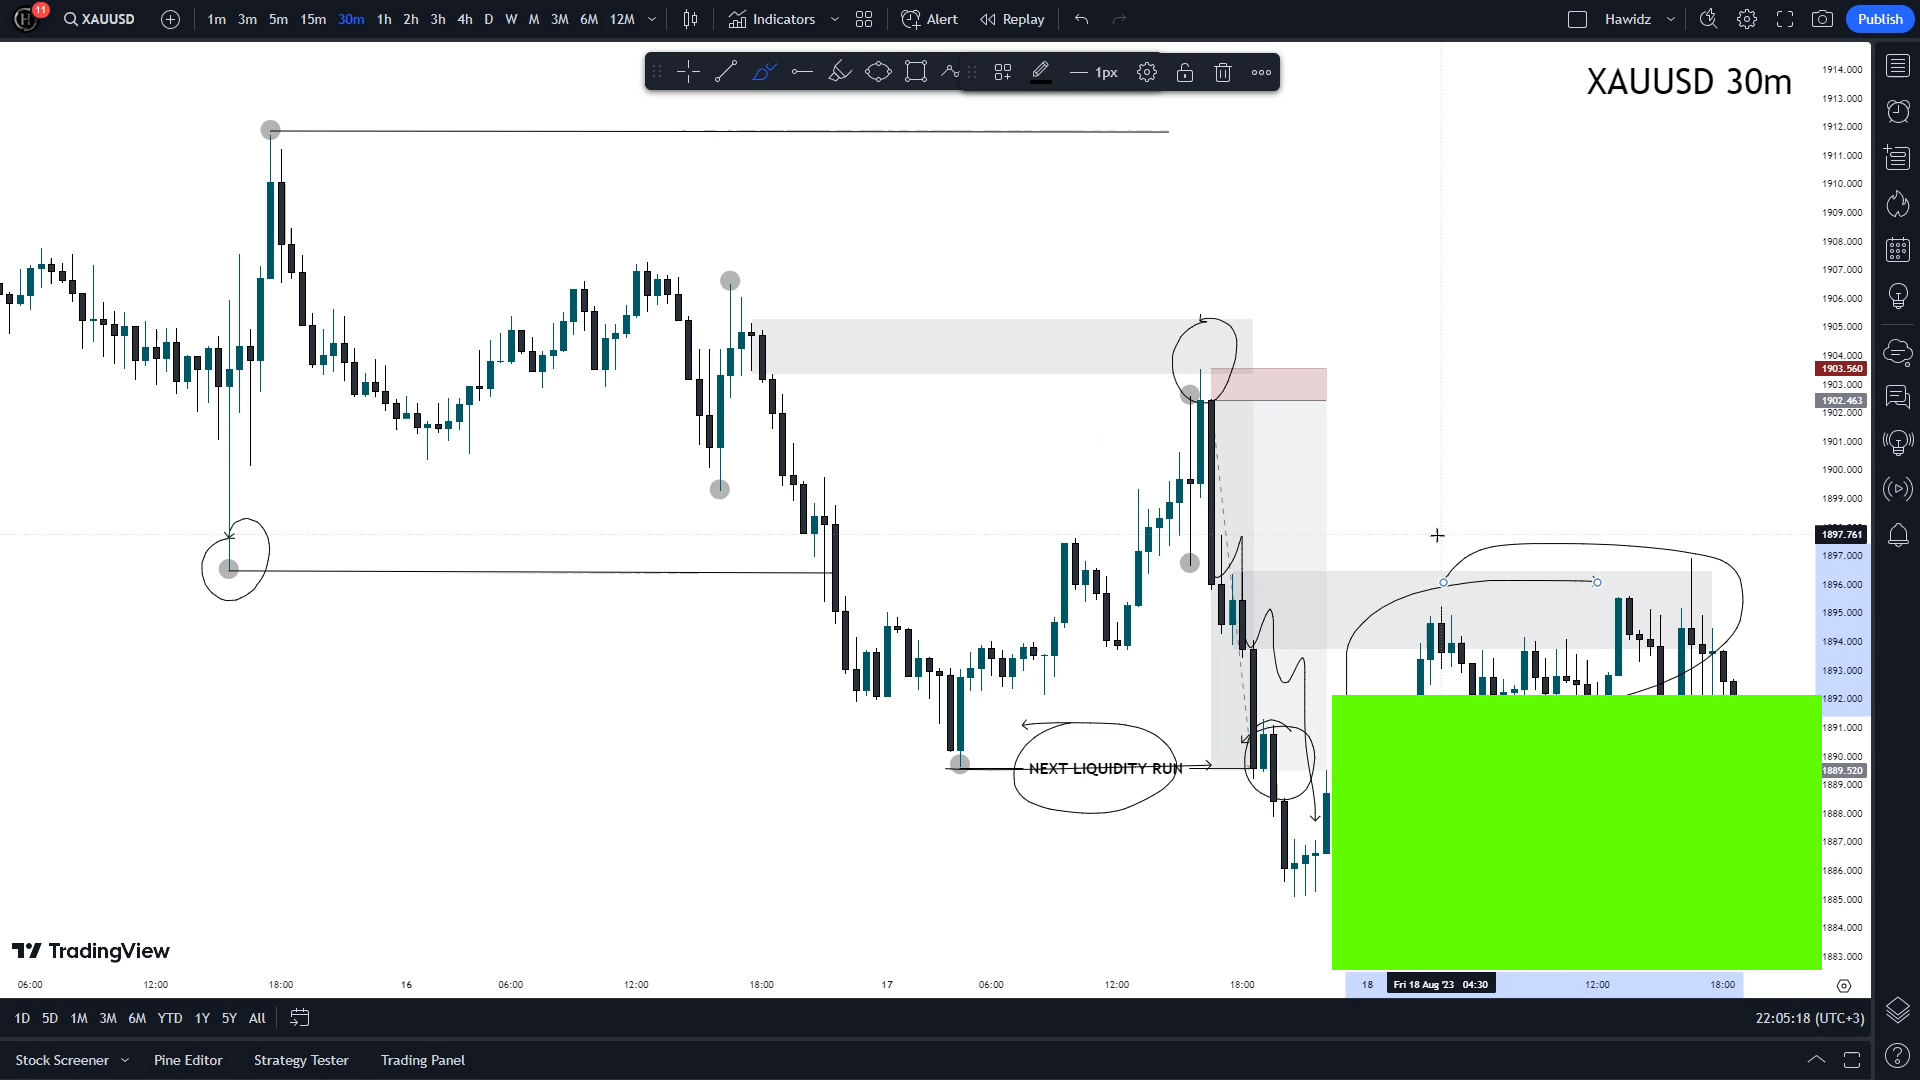 11
XAUUSD
1m 3m 5m 15m 30m 1h 2h 3h 4h D W M 3M 6M 12M
Indicators
Alert
Replay
Hawidz
Publish
1px
XAUUSD 30m
1914.000
1913.000
1912.000
1911.000
1910.000
1909.000
1908.000
1907.000
1906.000
1905.000
1904.000
1903.560
1903.000
1902.463
1902.000
1901.000
1900.000
1899.000
1897.761
1897.000
1896.000
1895.000
1894.000
1893.000
1892.000
1891.000
1890.000
1889.520
1889.000
1888.000
1887.000
1886.000
1885.000
1884.000
1883.000
NEXT LIQUIDITY RUN
TradingView
06:00 12:00 18:00 16 06:00 12:00 18:00 17 06:00 12:00 18:00 18 Fri 18 Aug '23 04:30 12:00 18:00
1D 5D 1M 3M 6M YTD 1Y 5Y All
22:05:18 (UTC+3)
Stock Screener Pine Editor Strategy Tester Trading Panel